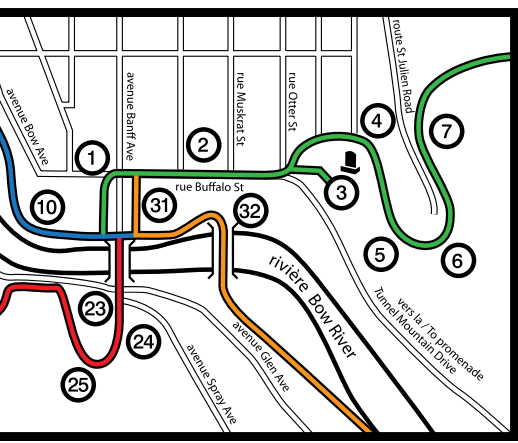 route St Julien Road
avenue Banff Ave
rue Muskrat St
rue Otter St
avenue Bow Ave
4
7
1
2
rue Buffalo St
3
10
31
32
5
6
rivière Bow River
23
24
25
avenue Glen Ave
avenue Spray Ave
vers la / To promenade
Tunnel Mountain Drive